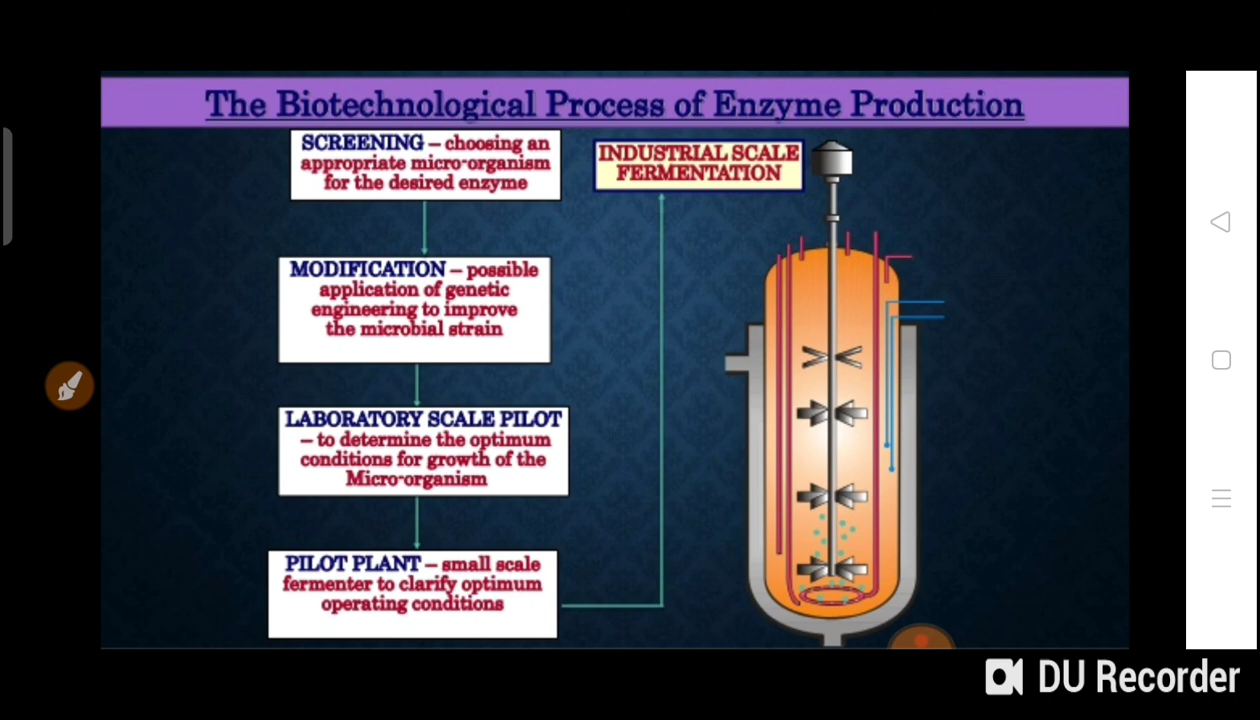 The Biotechnological Process of Enzyme Production
SCREENING – choosing an
appropriate micro-organism
for the desired enzyme
MODIFICATION – possible
application of genetic
engineering to improve
the microbial strain
LABORATORY SCALE PILOT
– to determine the optimum
conditions for growth of the
Micro-organism
PILOT PLANT – small scale
fermenter to clarify optimum
operating conditions
INDUSTRIAL SCALE
FERMENTATION
DU Recorder